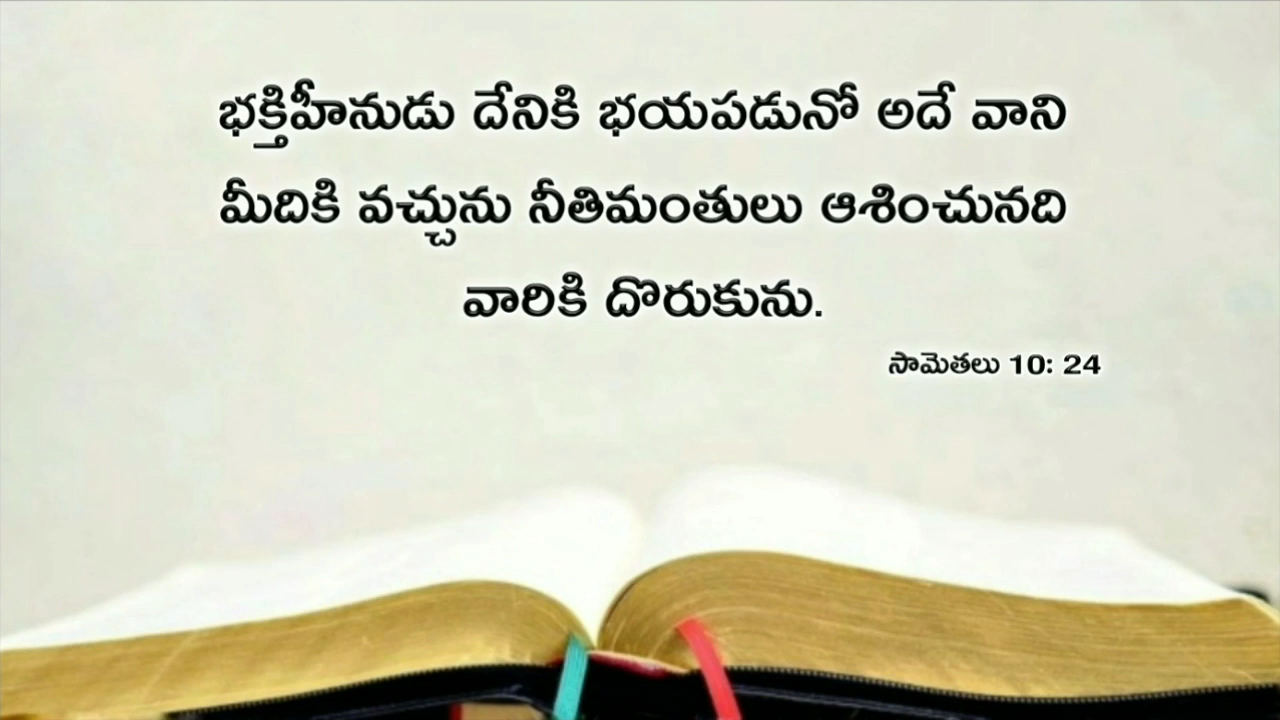 భక్తిహీనుడు దేనికి భయపడునో అదే వాని
మీదికి వచ్చును నీతిమంతులు ఆశించునది
వారికి దొరుకును.
సామెతలు 10: 24